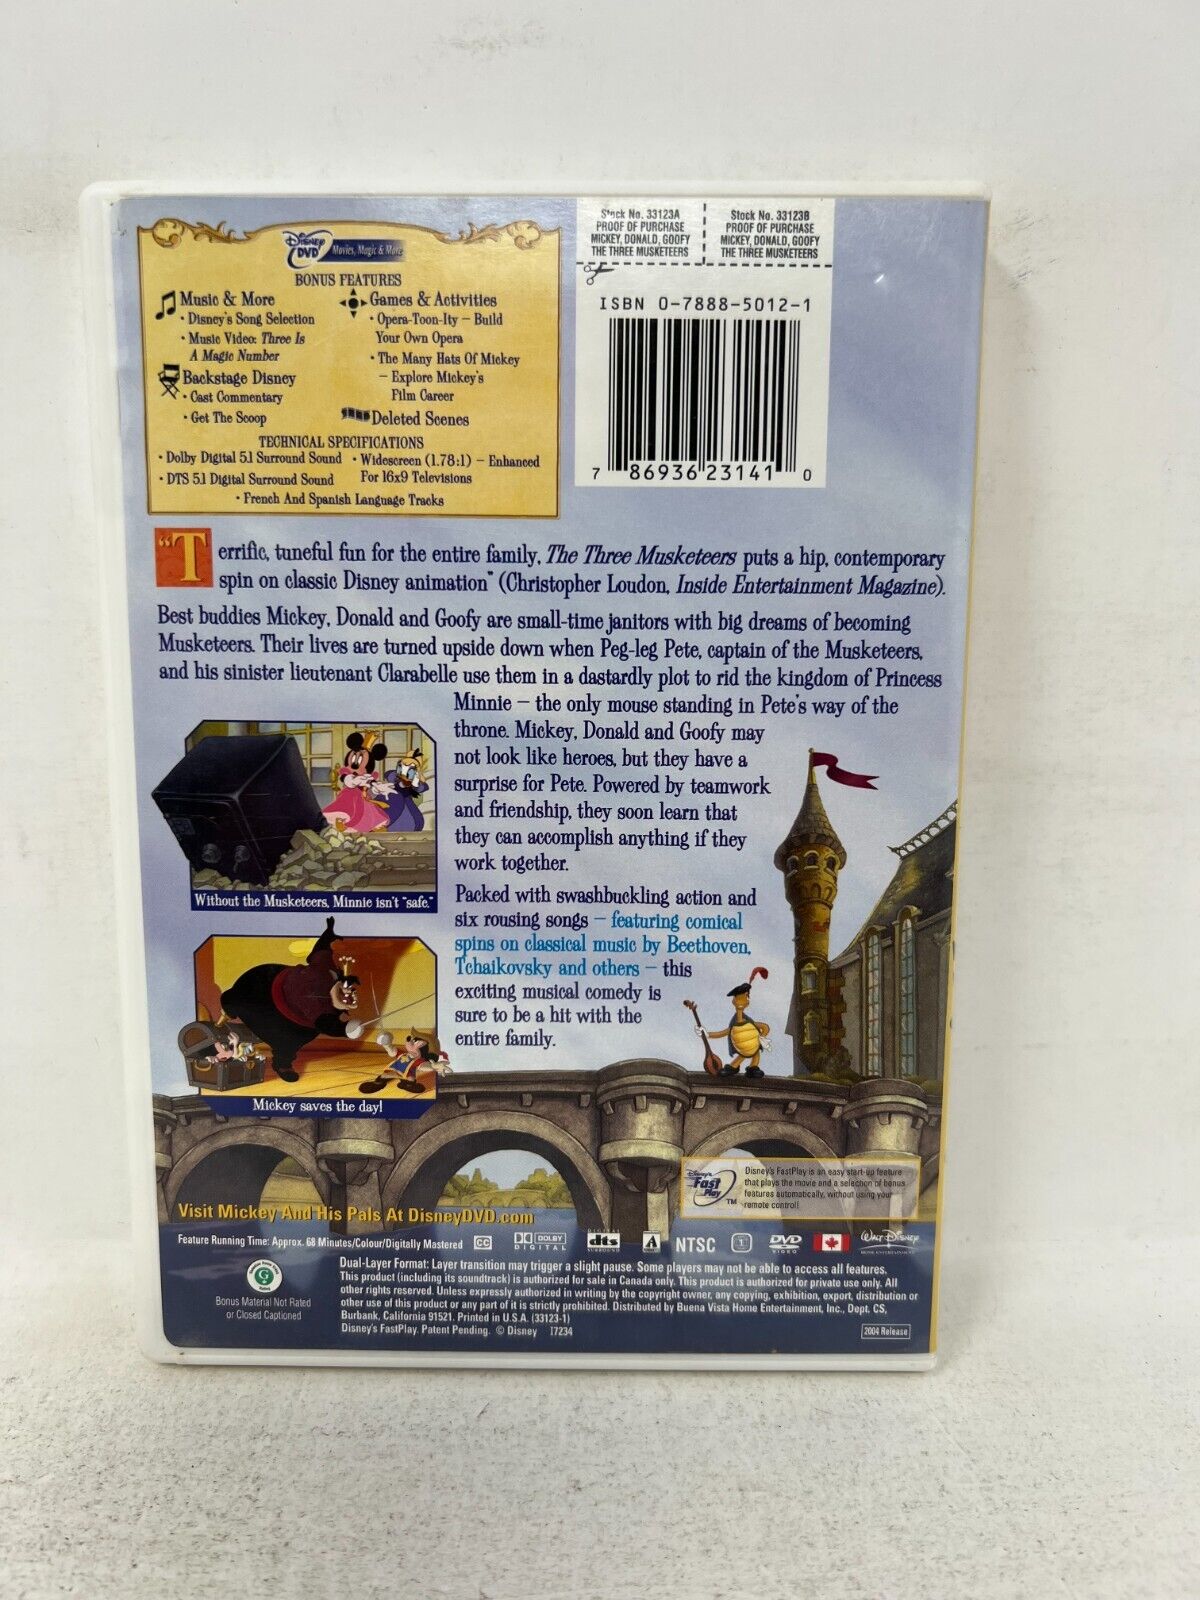 Disney DVD Movies, Magic & More
BONUS FEATURES
Music & More
• Disney's Song Selection
• Music Video: Three Is
A Magic Number
Backstage Disney
• Cast Commentary
• Get The Scoop
Games & Activities
• Opera-Toon-Ity – Build
Your Own Opera
• The Many Hats Of Mickey
– Explore Mickey's
Film Career
Deleted Scenes
TECHNICAL SPECIFICATIONS
• Dolby Digital 5.1 Surround Sound
• DTS 5.1 Digital Surround Sound
• Widescreen (1.78:1) – Enhanced
For 16x9 Televisions
• French And Spanish Language Tracks
Stock No. 33123A
PROOF OF PURCHASE
MICKEY, DONALD, GOOFY
THE THREE MUSKETEERS
Stock No. 33123B
PROOF OF PURCHASE
MICKEY, DONALD, GOOFY
THE THREE MUSKETEERS
ISBN 0-7888-5012-1
7 86936 23141 0
"Terrific, tuneful fun for the entire family, The Three Musketeers puts a hip, contemporary
spin on classic Disney animation" (Christopher Loudon, Inside Entertainment Magazine).
Best buddies Mickey, Donald and Goofy are small-time janitors with big dreams of becoming
Musketeers. Their lives are turned upside down when Peg-leg Pete, captain of the Musketeers,
and his sinister lieutenant Clarabelle use them in a dastardly plot to rid the kingdom of Princess
Minnie – the only mouse standing in Pete's way of the
throne. Mickey, Donald and Goofy may
not look like heroes, but they have a
surprise for Pete. Powered by teamwork
and friendship, they soon learn that
they can accomplish anything if they
work together.
Without the Musketeers, Minnie isn't "safe."
Packed with swashbuckling action and
six rousing songs – featuring comical
spins on classical music by Beethoven,
Tchaikovsky and others – this
exciting musical comedy is
sure to be a hit with the
entire family.
Mickey saves the day!
Disney's Fast Play TM
Disney's FastPlay is an easy start-up feature
that plays the movie and a selection of bonus
features automatically, without using your
remote control!
Visit Mickey And His Pals At DisneyDVD.com
Feature Running Time: Approx. 68 Minutes/Colour/Digitally Mastered CC DOLBY DIGITAL DIGITAL dts SURROUND A NTSC 1 DVD VIDEO Walt Disney HOME ENTERTAINMENT
G
Bonus Material Not Rated
or Closed Captioned
Dual-Layer Format: Layer transition may trigger a slight pause. Some players may not be able to access all features.
This product (including its soundtrack) is authorized for sale in Canada only. This product is authorized for private use only. All
other rights reserved. Unless expressly authorized in writing by the copyright owner, any copying, exhibition, export, distribution or
other use of this product or any part of it is strictly prohibited. Distributed by Buena Vista Home Entertainment, Inc., Dept. CS,
Burbank, California 91521. Printed in U.S.A. (33123-1)
Disney's FastPlay. Patent Pending. © Disney I7234
2004 Release